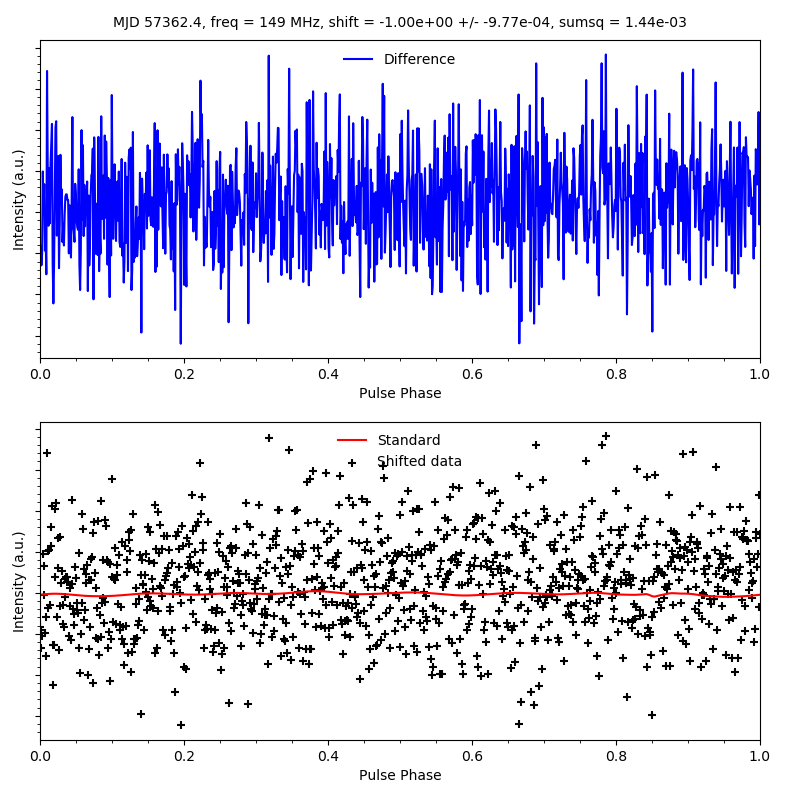 MJD 57362.4, freq = 149 MHz, shift = -1.00e+00 +/- -9.77e-04, sumsq = 1.44e-03
Difference
Intensity (a.u.)
0.0 0.2 0.4 0.6 0.8 1.0
Pulse Phase
Standard
Shifted data
Intensity (a.u.)
0.0 0.2 0.4 0.6 0.8 1.0
Pulse Phase